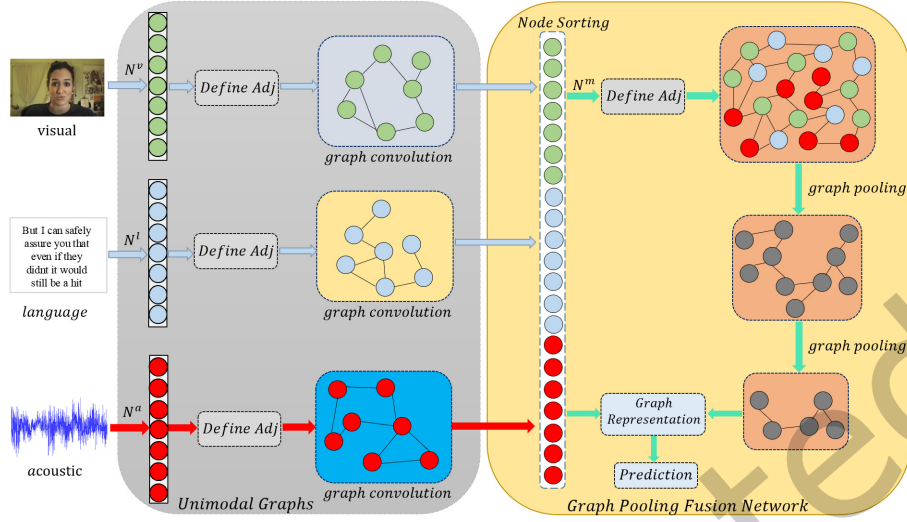 Node Sorting
N^v
Define Adj
N^m
Define Adj
visual
graph convolution
graph pooling
But I can safely
assure you that
even if they
didnt it would
still be a hit
N^l
Define Adj
language
graph convolution
graph pooling
N^a
Define Adj
Graph
Representation
acoustic
graph convolution
Prediction
Unimodal Graphs
Graph Pooling Fusion Network